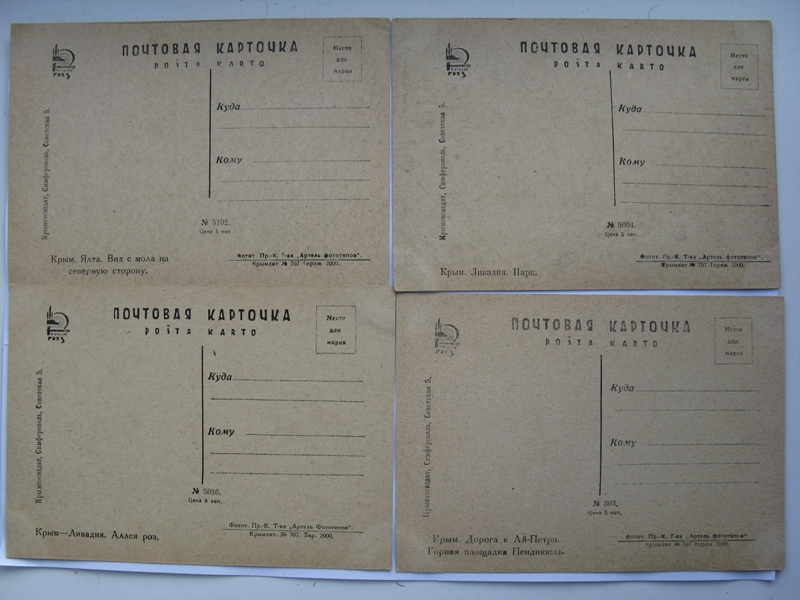 ПОЧТОВАЯ КАРТОЧКА
POŝTA KARTO
Место
для
марки
Крымгосиздат, Симферополь, Советская 5.
Куда
Кому
№ 5102.
Цена 5 коп.
Крым. Ялта. Вид с мола на
северную сторону.
Фотот. Пр.-К. Т-ва „Артель фототипов".
Крымлит № 707 Тираж 2000.
ПОЧТОВАЯ КАРТОЧКА
POŝTA KARTO
Место
для
марки
Крымгосиздат, Симферополь, Советская 5.
Куда
Кому
№ 5004.
Цена 5 коп.
Крым. Ливадия. Парк.
Фотот. Пр.-К. Т-ва „Артель фототипов".
Крымлит № 707 Тираж 2000.
ПОЧТОВАЯ КАРТОЧКА
POŝTA KARTO
Место
для
марки
Крымгосиздат, Симферополь, Советская 5.
Куда
Кому
№ 5026.
Цена 5 коп.
Крым—Ливадия. Аллея роз.
Фотот. Пр.-К. Т-ва „Артель Фототипов".
Крымлит. № 707. Тир. 2000.
ПОЧТОВАЯ КАРТОЧКА
POŝTA KARTO
Место
для
марки
Крымгосиздат, Симферополь, Советская 5.
Куда
Кому
№ 303.
Цена 5 коп.
Крым. Дорога к Ай-Петри.
Горная площадка Пендикюль.
Фотот. Пр.-К. Т-ва „Артель фототипов"
Крымлит № 707 Тираж 2000.